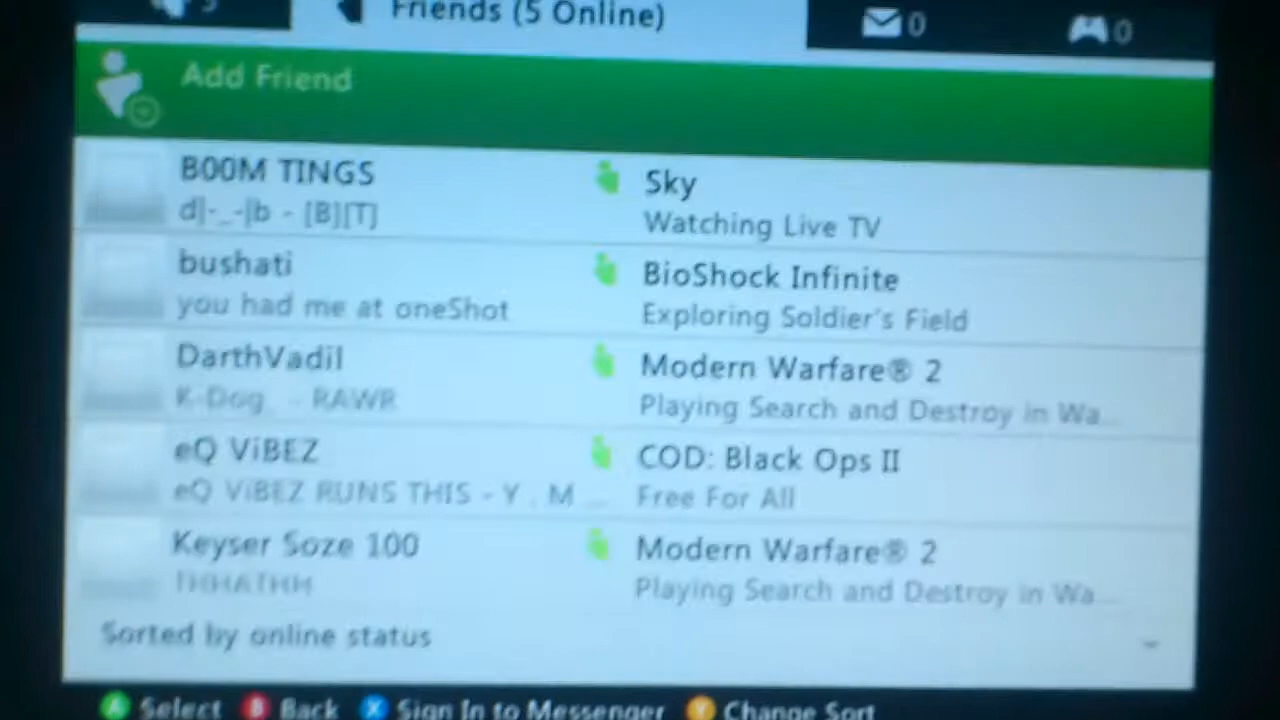 5
Friends (5 Online)
0
0
Add Friend
B00M TINGS
Sky
d|-_-|b - [B][T]
Watching Live TV
bushati
BioShock Infinite
you had me at oneShot
Exploring Soldier's Field
DarthVadil
Modern Warfare® 2
K-Dog - RAWR
Playing Search and Destroy in Wa...
eQ ViBEZ
COD: Black Ops II
eQ ViBEZ RUNS THIS - Y . M ...
Free For All
Keyser Soze 100
Modern Warfare® 2
Playing Search and Destroy in Wa...
Sorted by online status
A Select B Back X Sign In to Messenger Y Change Sort